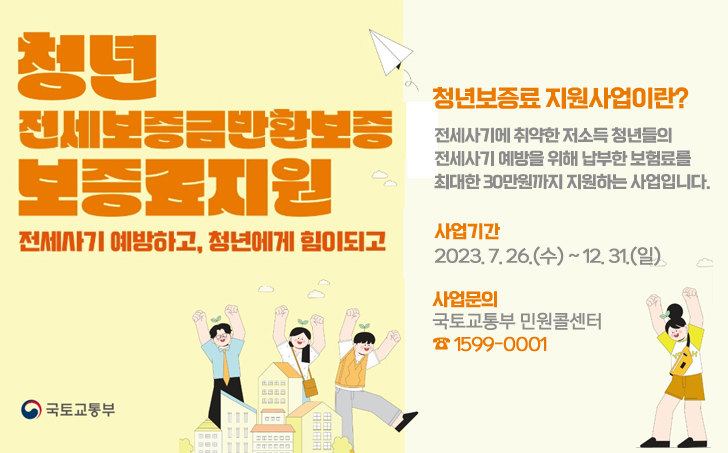 청년
전세보증금반환보증
보증료지원
전세사기 예방하고, 청년에게 힘이되고
국토교통부
청년보증료 지원사업이란?
전세사기에 취약한 저소득 청년들의
전세사기 예방을 위해 납부한 보험료를
최대한 30만원까지 지원하는 사업입니다.
사업기간
2023. 7. 26.(수) ~ 12. 31.(일)
사업문의
국토교통부 민원콜센터
☎ 1599-0001